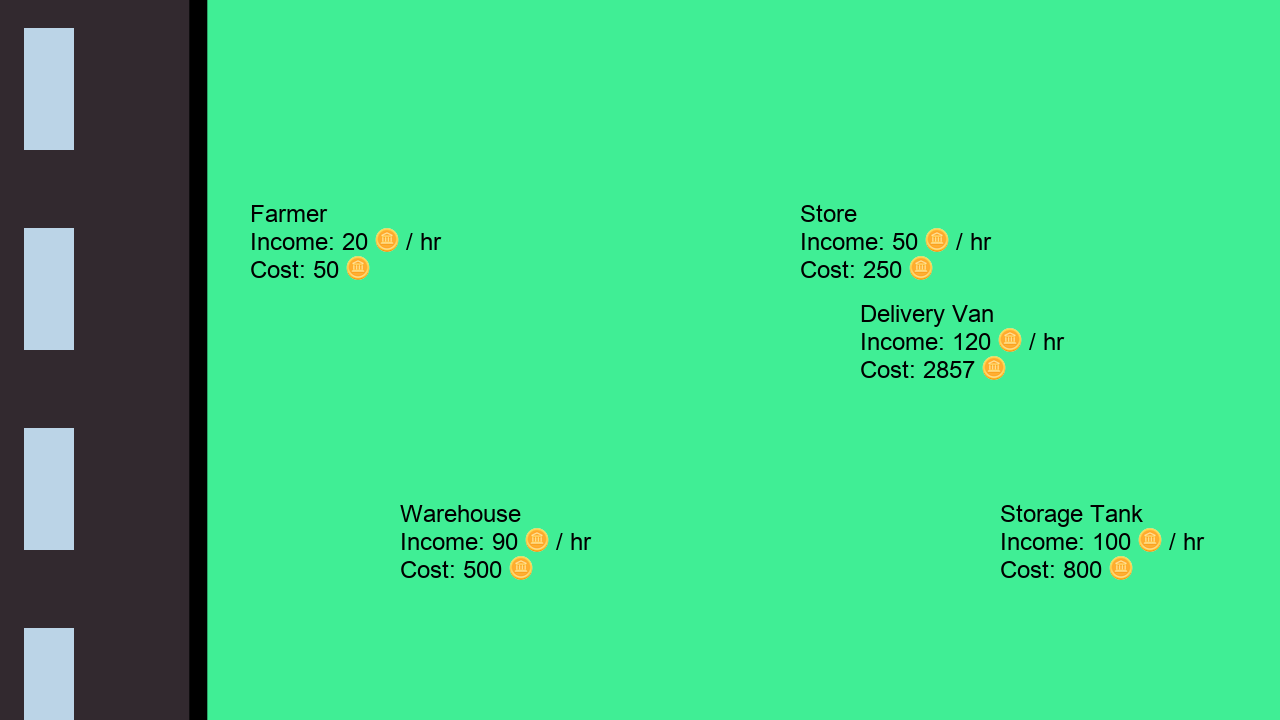 Farmer
Income: 20 🪙 / hr
Cost: 50 🪙
Store
Income: 50 🪙 / hr
Cost: 250 🪙
Delivery Van
Income: 120 🪙 / hr
Cost: 2857 🪙
Warehouse
Income: 90 🪙 / hr
Cost: 500 🪙
Storage Tank
Income: 100 🪙 / hr
Cost: 800 🪙